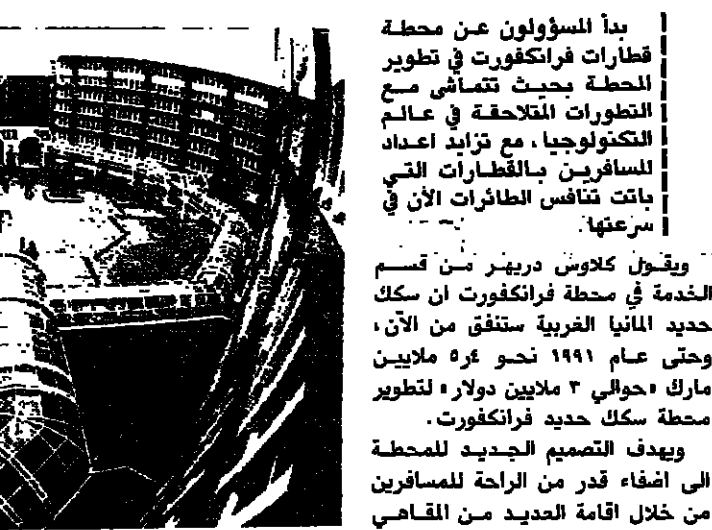 بدأ المسؤولون عن محطة
قطارات فرانكفورت في تطوير
المحطة بحيث تتماشى مع
التطورات المتلاحقة في عالم
التكنولوجيا، مع تزايد اعداد
المسافرين بالقطارات التي
باتت تنافس الطائرات الآن في
سرعتها.
ويقول كلاوس دريهر من قسم
الخدمة في محطة فرانكفورت ان سكك
حديد المانيا الغربية ستنفق من الآن،
وحتى عام ١٩٩١ نحو ٤ر٥ ملايين
مارك «حوالي ٣ ملايين دولار» لتطوير
محطة سكك حديد فرانكفورت.
ويهدف التصميم الجديد للمحطة
الى اضفاء قدر من الراحة للمسافرين
من خلال اقامة العديد من المقاهي